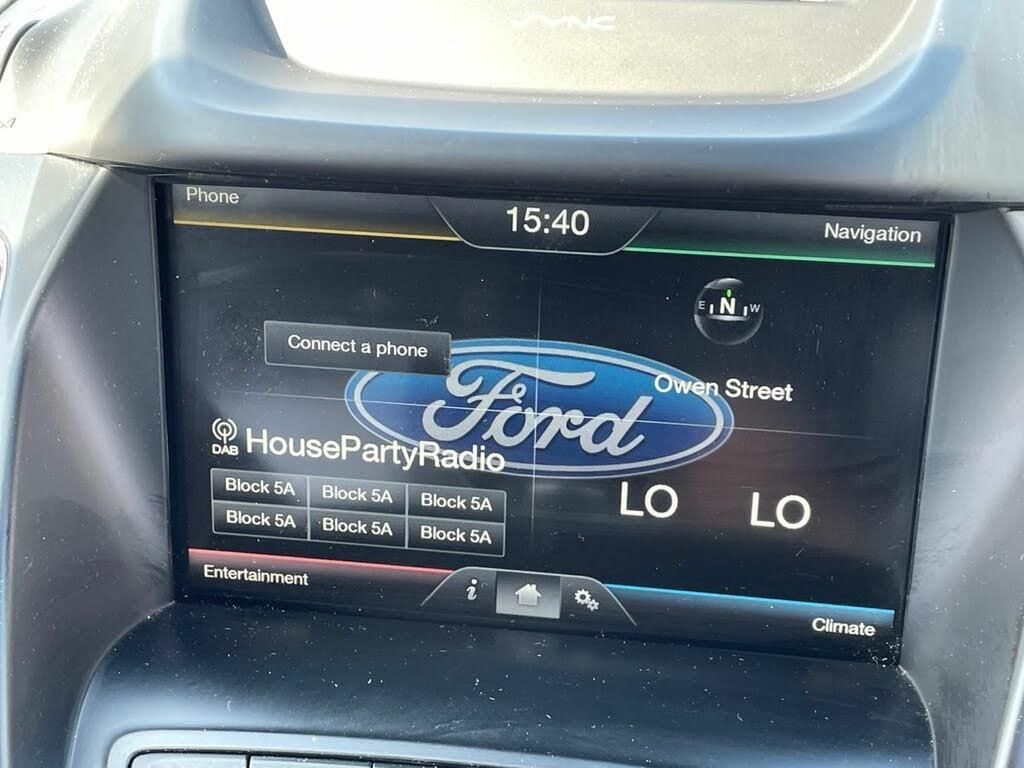 SYNC
Phone
15:40
Navigation
E N W
Connect a phone
Owen Street
Ford
DAB HousePartyRadio
Block 5A Block 5A Block 5A
Block 5A Block 5A Block 5A
LO LO
Entertainment
i
Climate